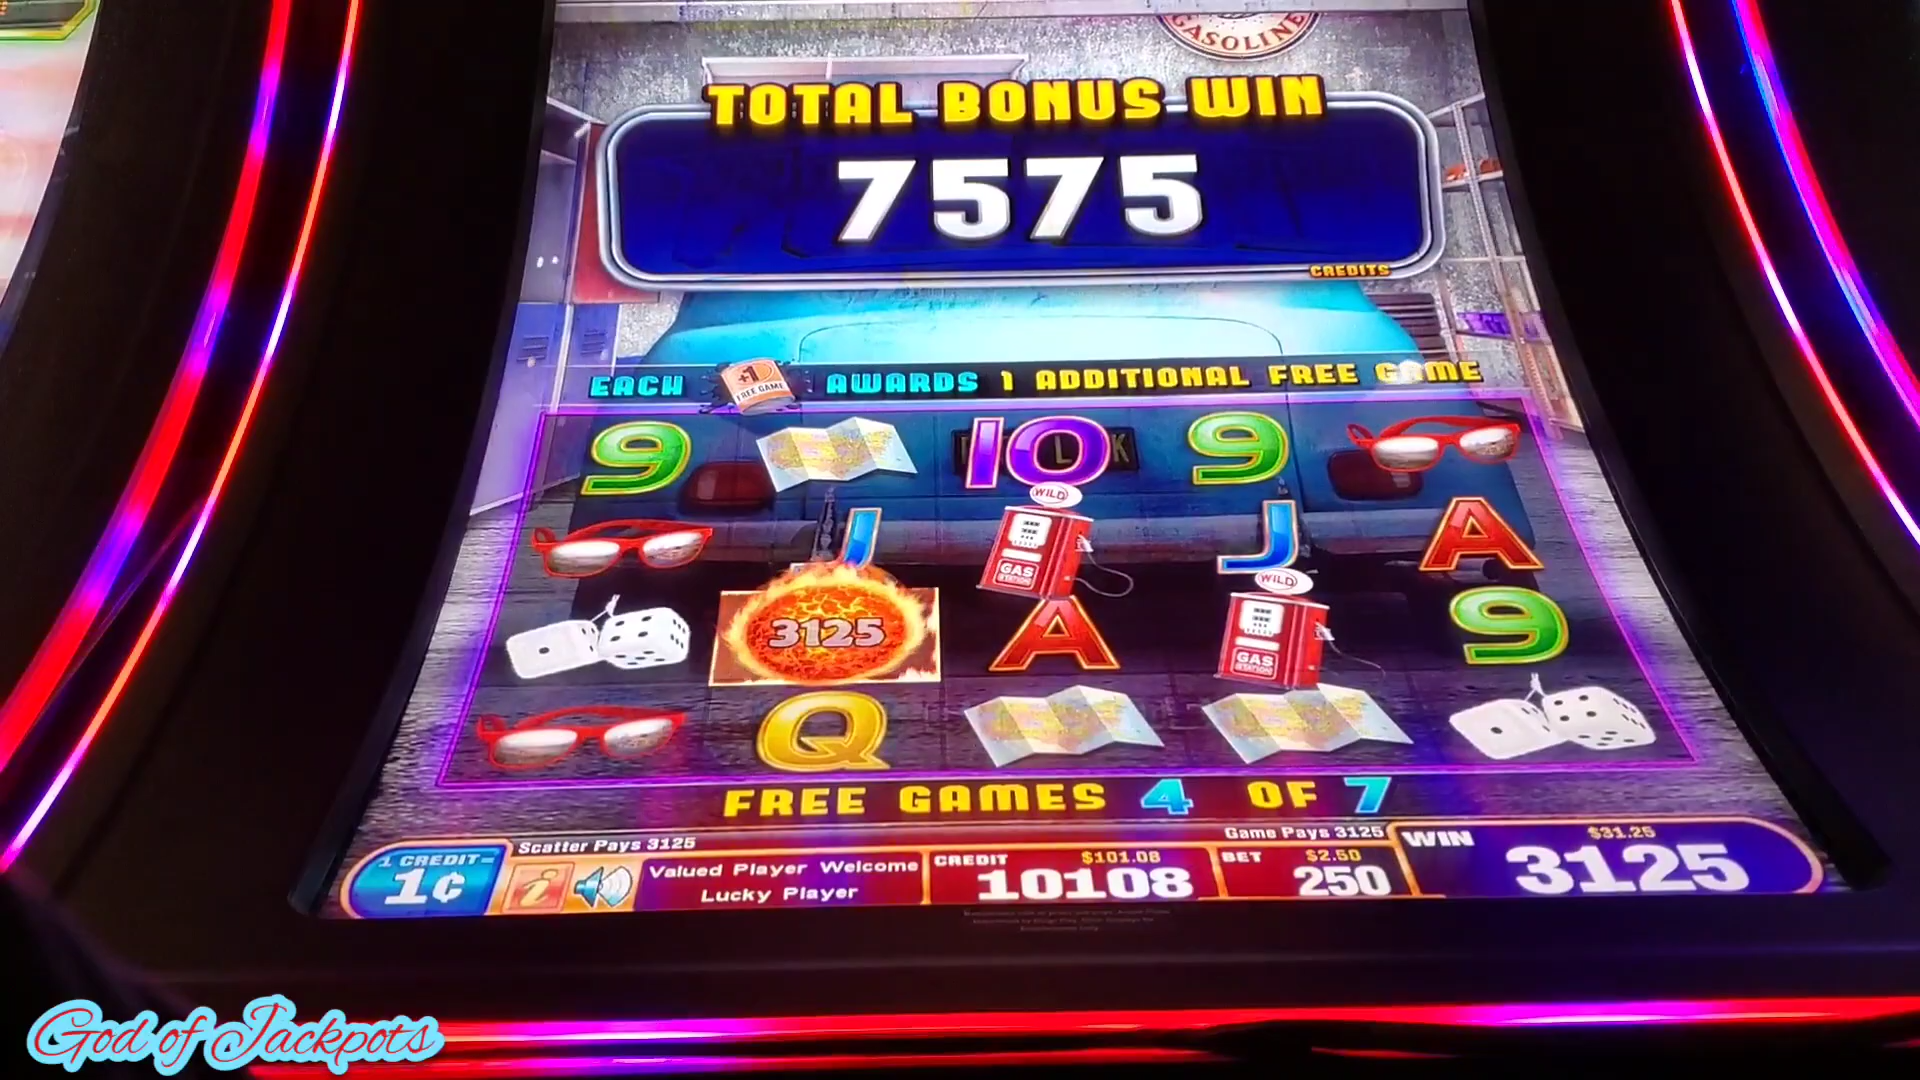 GASOLINE
TOTAL BONUS WIN
7575
CREDITS
EACH +1 FREE GAME AWARDS 1 ADDITIONAL FREE GAME
9 10 9
WILD
J GAS STATION J A
WILD
3125 A GAS STATION 9
Q
FREE GAMES 4 OF 7
Scatter Pays 3125
Game Pays 3125
1 CREDIT=
1¢
i
Valued Player Welcome
Lucky Player
CREDIT $101.08
10108
BET $2.50
250
WIN $31.25
3125
God of Jackpots